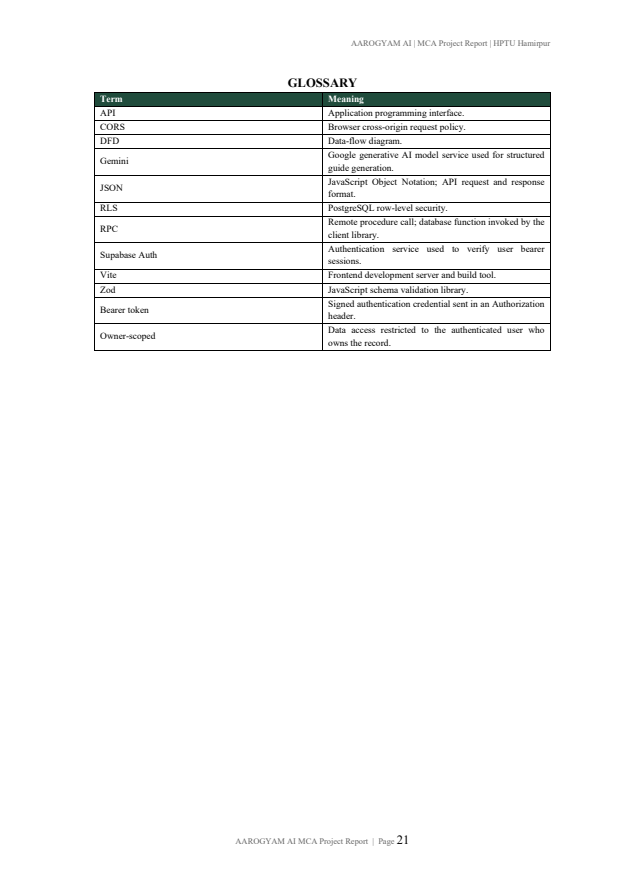 AAROGYAM AI | MCA Project Report | HPTU Hamirpur
GLOSSARY
Term Meaning
API Application programming interface.
CORS Browser cross-origin request policy.
DFD Data-flow diagram.
Gemini Google generative AI model service used for structured
guide generation.
JSON JavaScript Object Notation; API request and response
format.
RLS PostgreSQL row-level security.
RPC Remote procedure call; database function invoked by the
client library.
Supabase Auth Authentication service used to verify user bearer
sessions.
Vite Frontend development server and build tool.
Zod JavaScript schema validation library.
Bearer token Signed authentication credential sent in an Authorization
header.
Owner-scoped Data access restricted to the authenticated user who
owns the record.
AAROGYAM AI MCA Project Report | Page 21